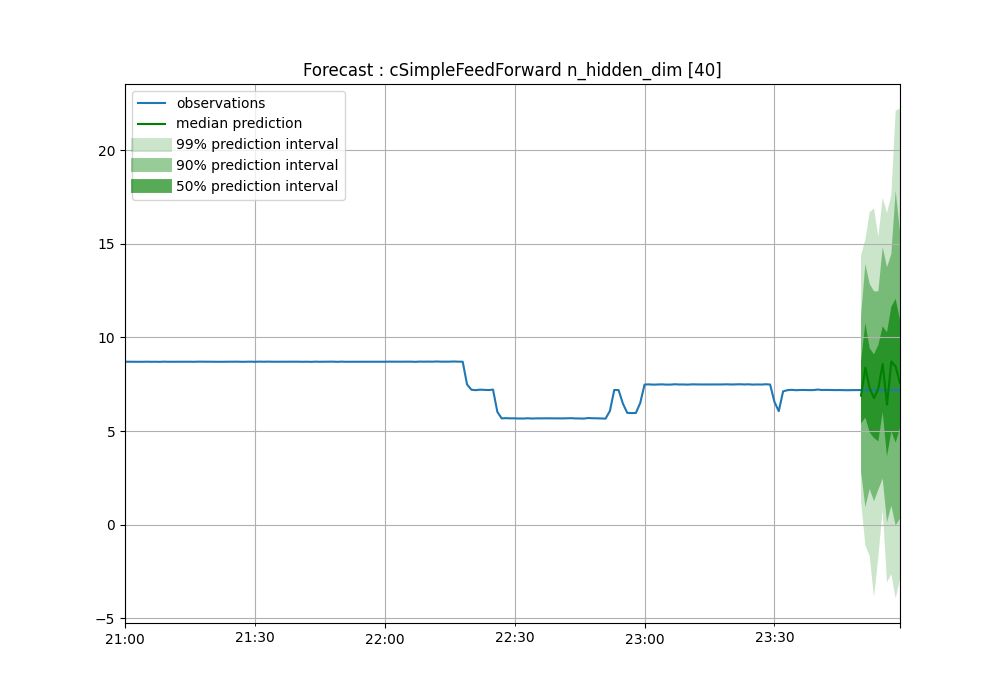 Forecast : cSimpleFeedForward n_hidden_dim [40]
observations
median prediction
99% prediction interval
90% prediction interval
50% prediction interval
20
15
10
5
0
−5
21:00
21:30
22:00
22:30
23:00
23:30